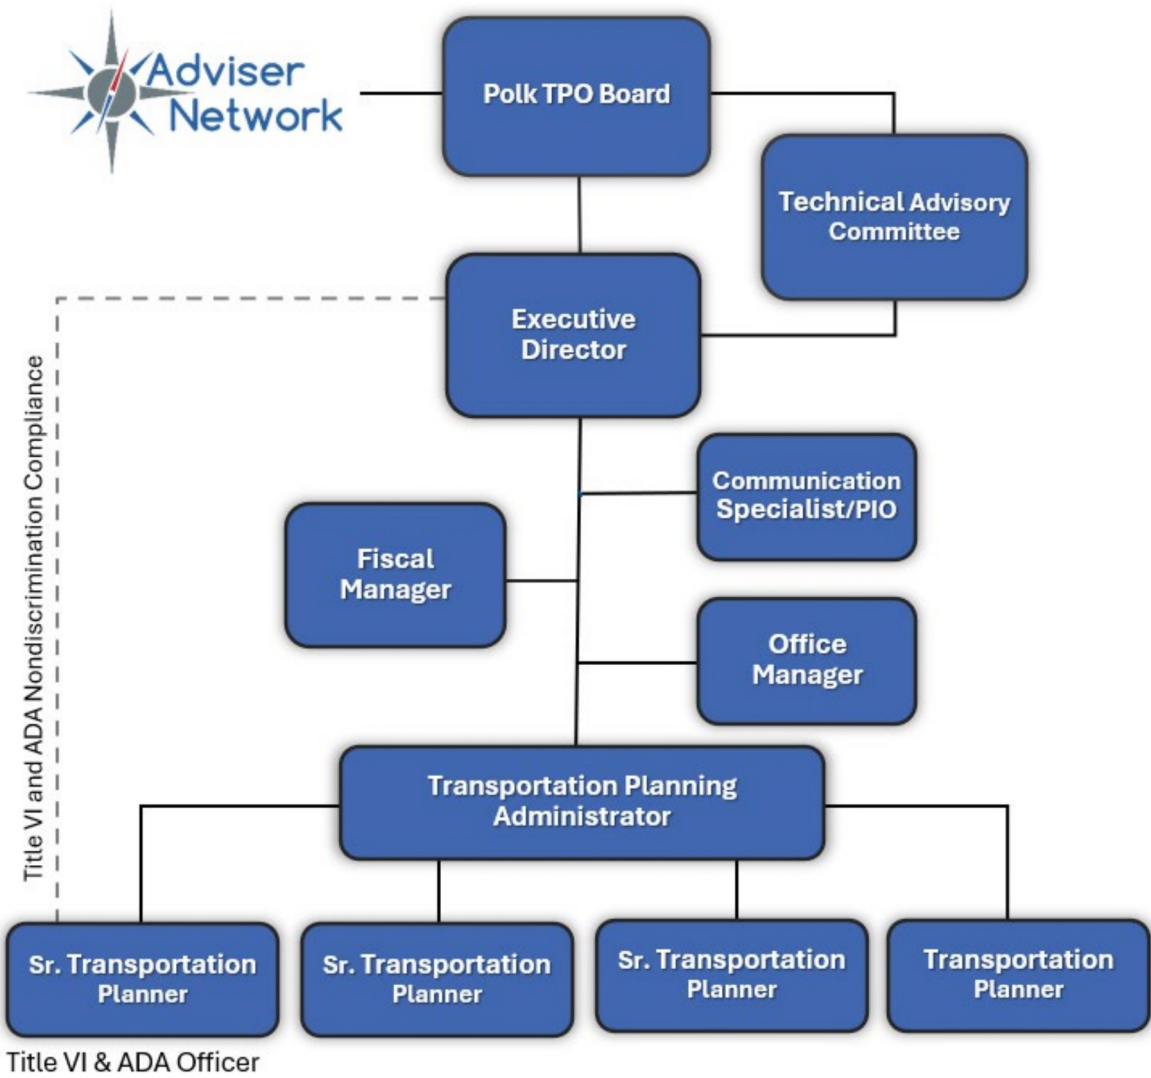 Adviser
Network
Polk TPO Board
Technical Advisory
Committee
Executive
Director
Title VI and ADA Nondiscrimination Compliance
Communication
Specialist/PIO
Fiscal
Manager
Office
Manager
Transportation Planning
Administrator
Sr. Transportation
Planner
Sr. Transportation
Planner
Sr. Transportation
Planner
Transportation
Planner
Title VI & ADA Officer